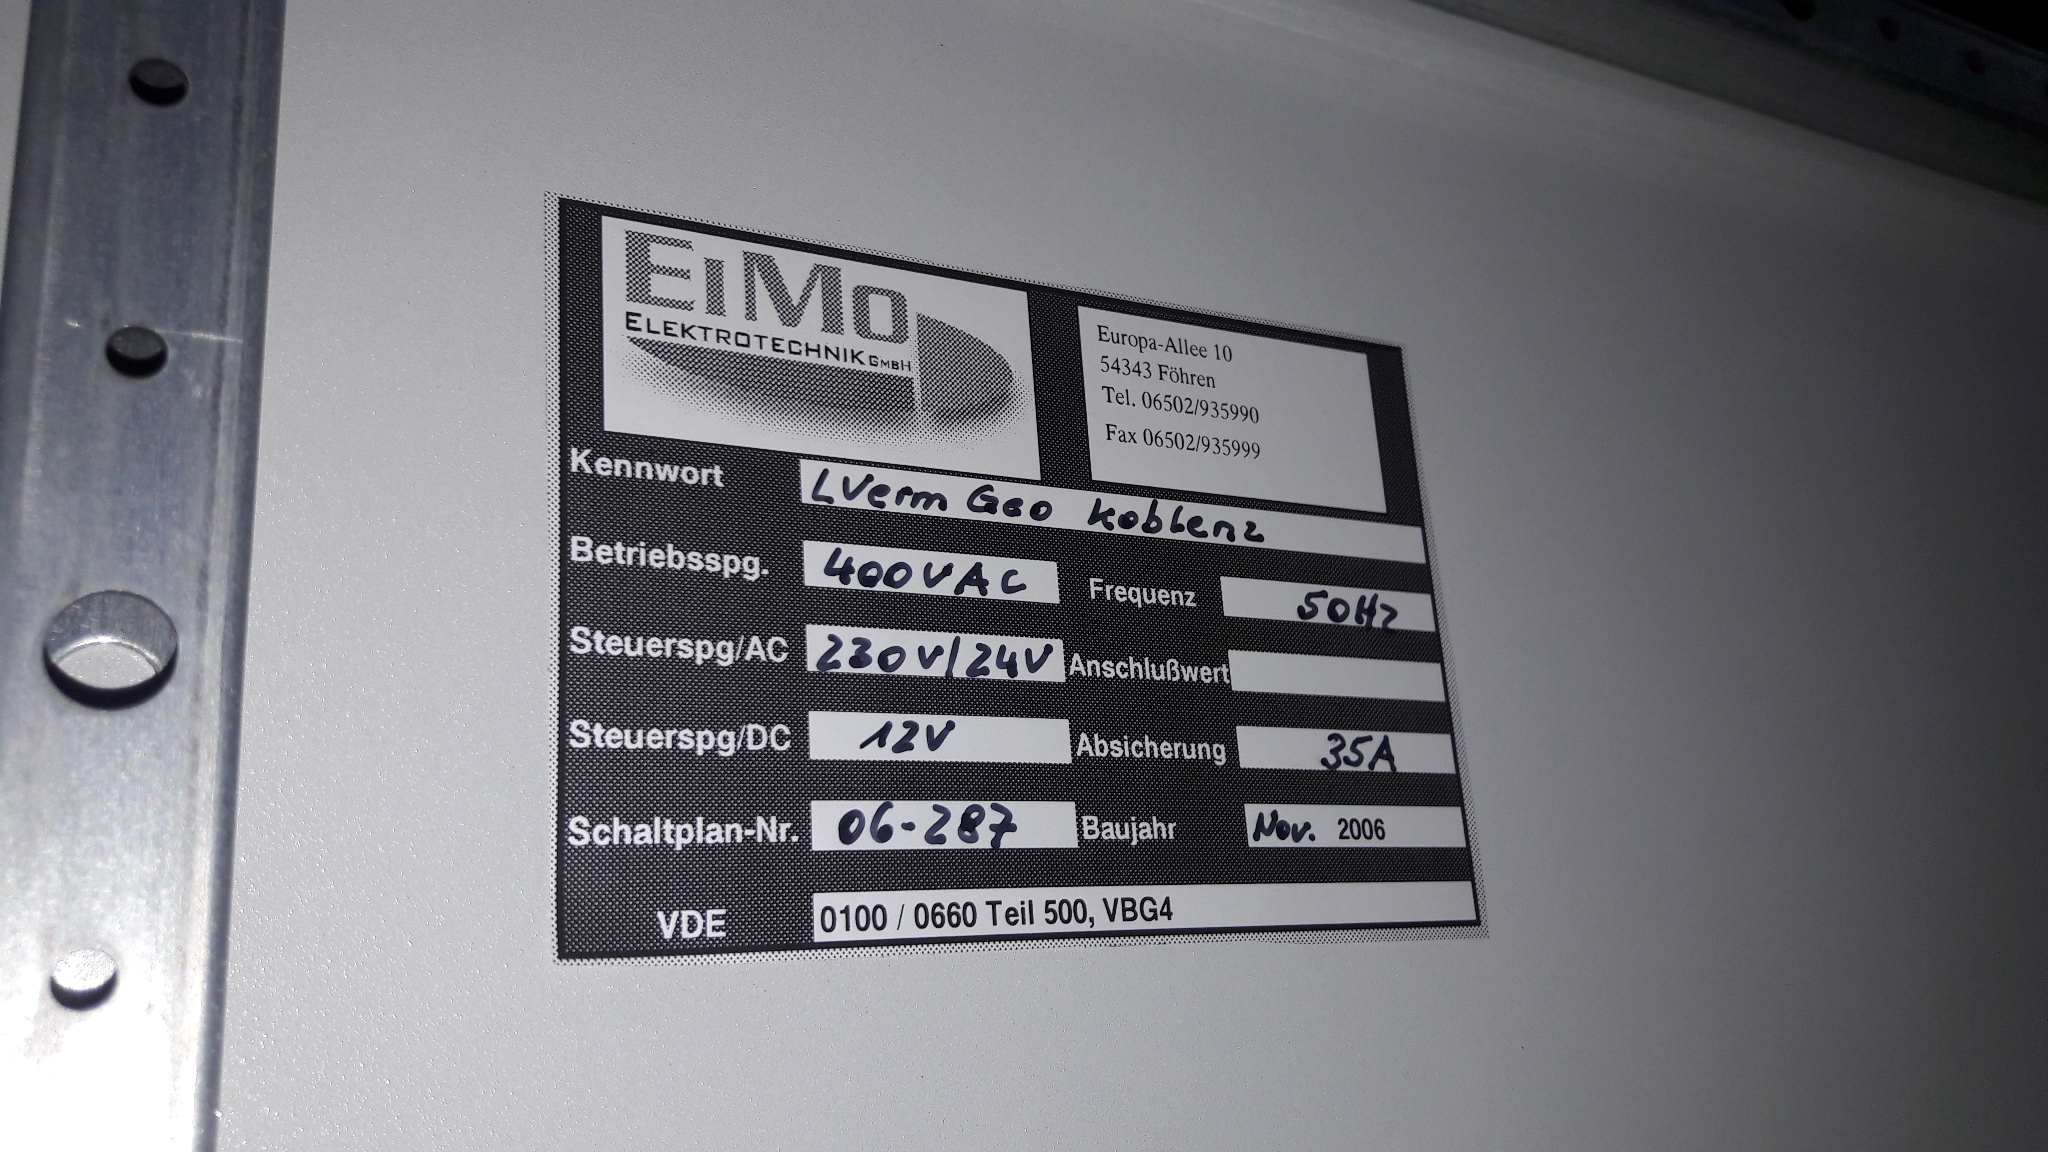 EIMO
ELEKTROTECHNIK GMBH
Europa-Allee 10
54343 Föhren
Tel. 06502/935990
Fax 06502/935999
Kennwort LVerm Geo Koblenz
Betriebsspg. 400VAC Frequenz 50Hz
Steuerspg/AC 230V/24V Anschlußwert
Steuerspg/DC 12V Absicherung 35A
Schaltplan-Nr. 06-287 Baujahr Nov. 2006
VDE 0100 / 0660 Teil 500, VBG4